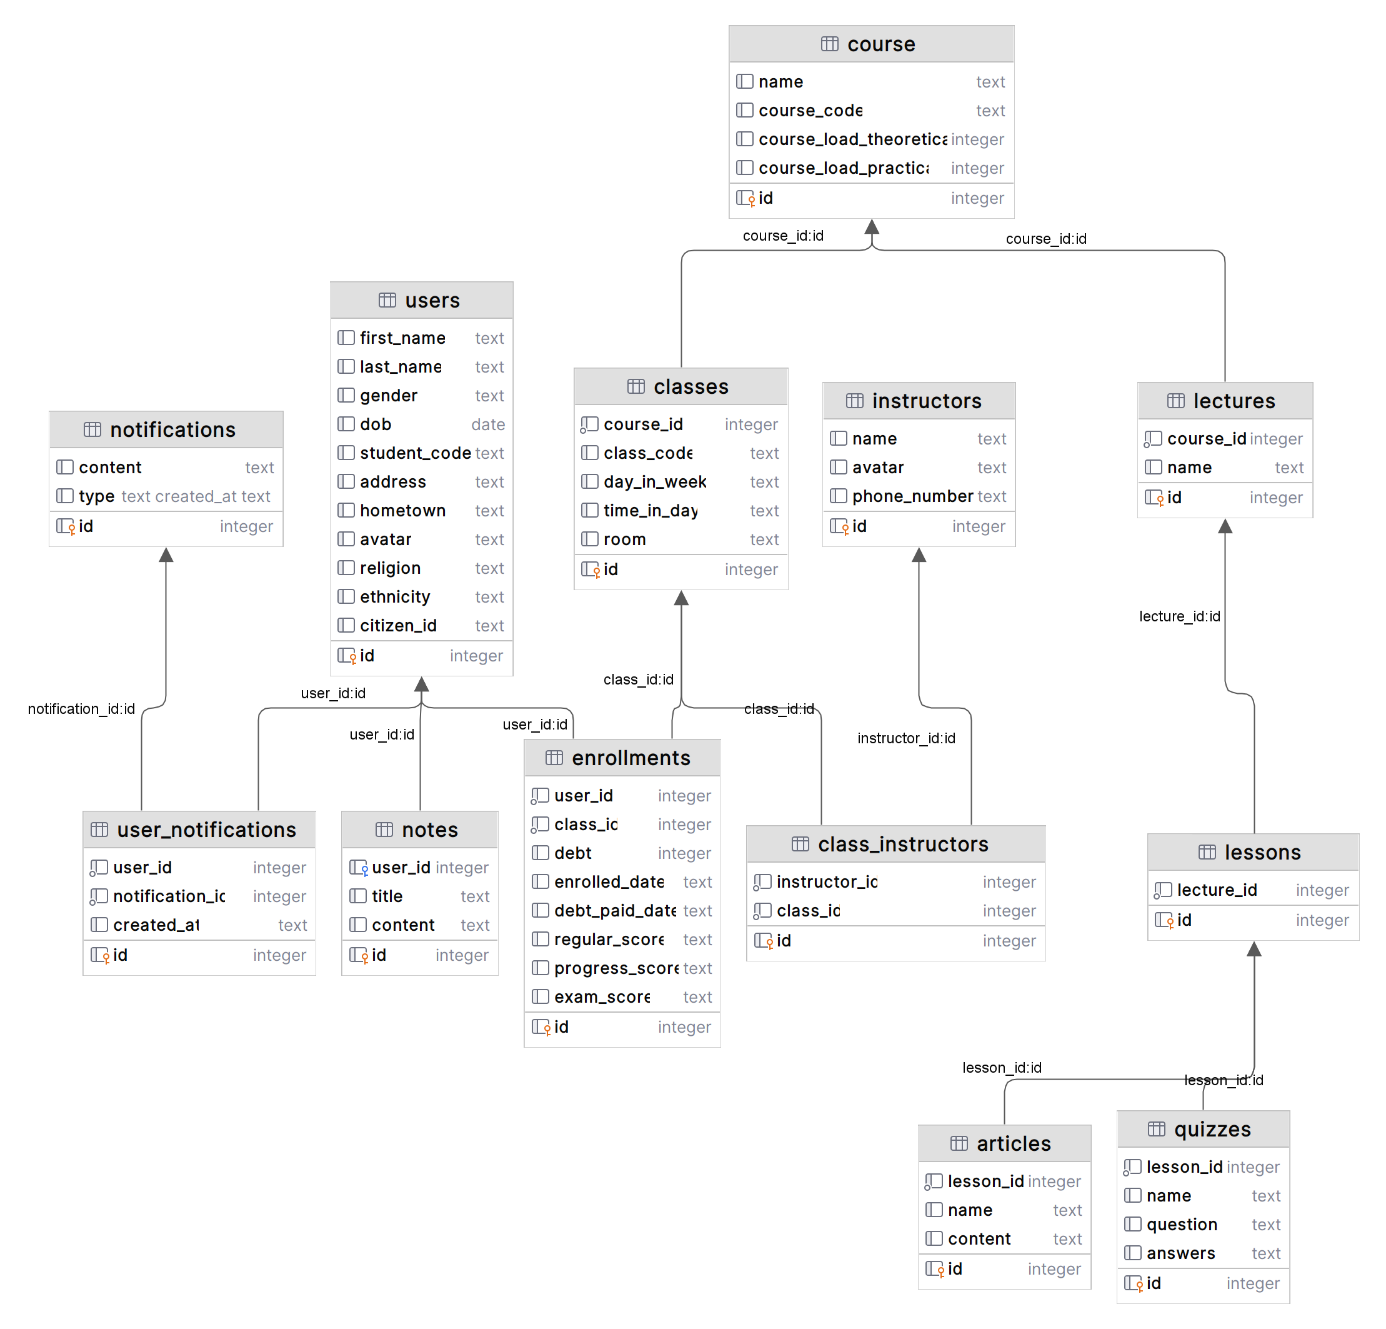 course
name text
course_code text
course_load_theoretica integer
course_load_practica integer
id integer
course_id:id
course_id:id
users
first_name text
last_name text
gender text
dob date
student_code text
address text
hometown text
avatar text
religion text
ethnicity text
citizen_id text
id integer
classes
course_id integer
class_code text
day_in_week text
time_in_day text
room text
id integer
instructors
name text
avatar text
phone_number text
id integer
lectures
course_id integer
name text
id integer
notifications
content text
type text created_at text
id integer
lecture_id:id
class_id:id
user_id:id
notification_id:id
class_id:id
user_id:id
user_id:id
instructor_id:id
enrollments
user_id integer
class_id integer
debt integer
enrolled_date text
debt_paid_date text
regular_score text
progress_score text
exam_score text
id integer
user_notifications
user_id integer
notification_id integer
created_at text
id integer
notes
user_id integer
title text
content text
id integer
class_instructors
instructor_id integer
class_id integer
id integer
lessons
lecture_id integer
id integer
lesson_id:id
lesson_id:id
articles
lesson_id integer
name text
content text
id integer
quizzes
lesson_id integer
name text
question text
answers text
id integer